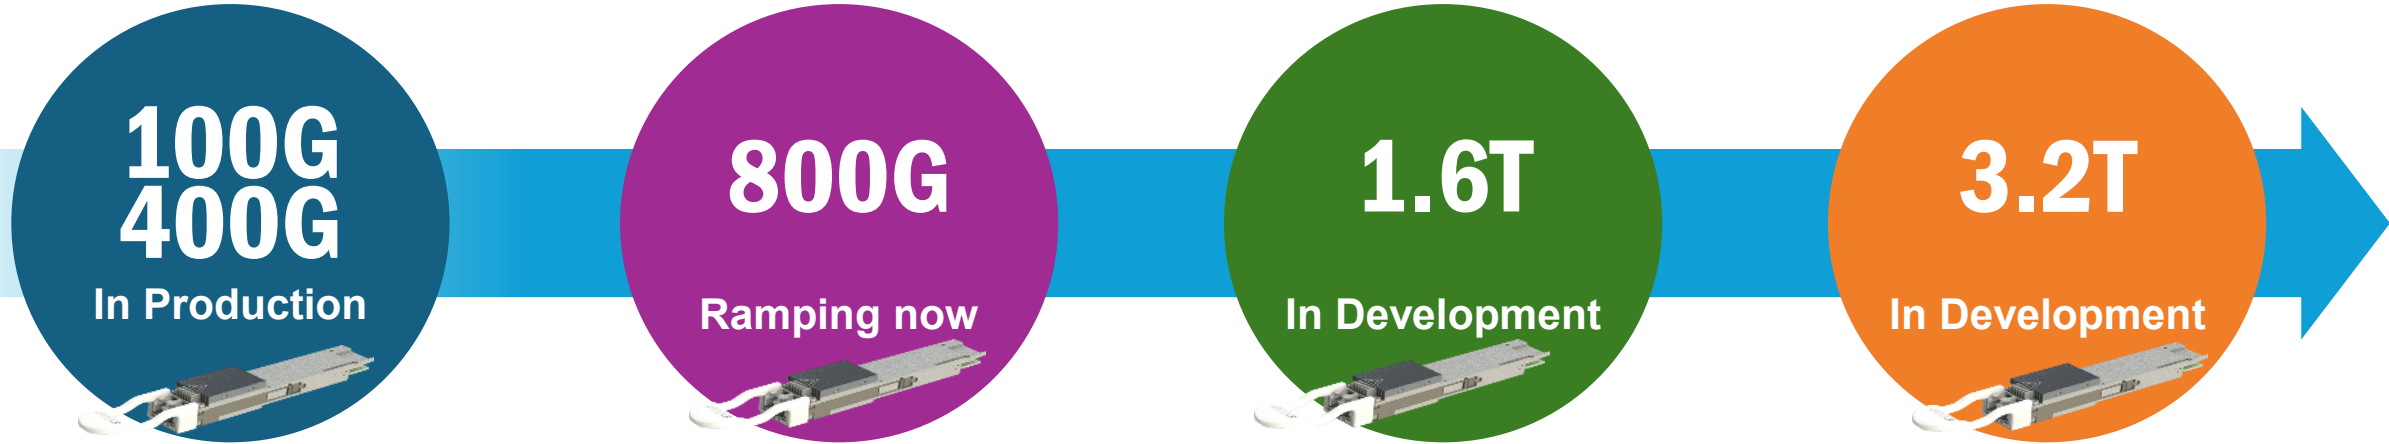 100G
400G
In Production
800G
Ramping now
1.6T
In Development
3.2T
In Development